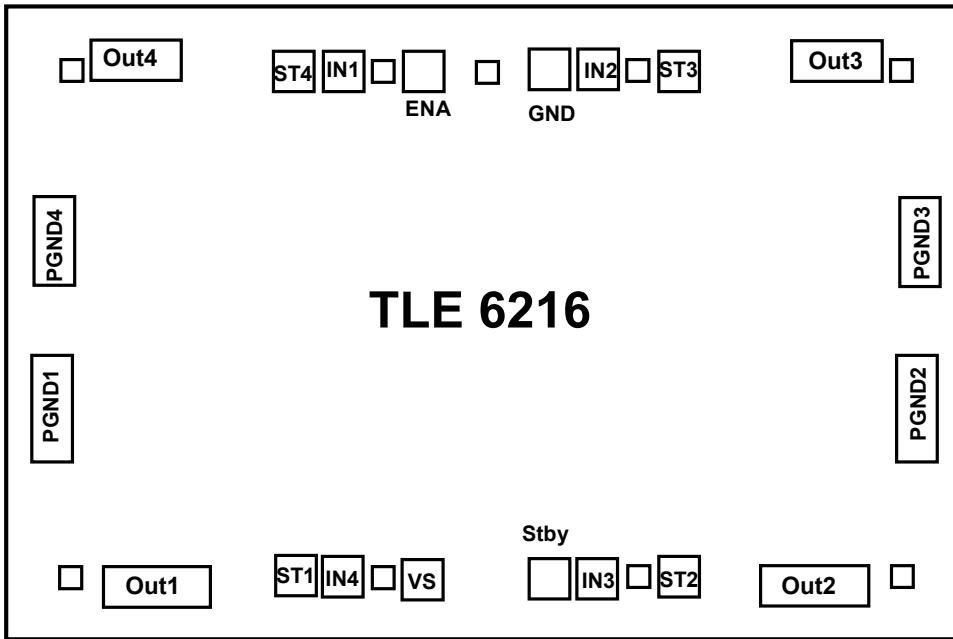 Out4
ST4 IN1
ENA
GND
IN2 ST3
Out3
PGND4
PGND3
TLE 6216
PGND1
PGND2
Stby
Out1
ST1 IN4 VS
IN3 ST2
Out2